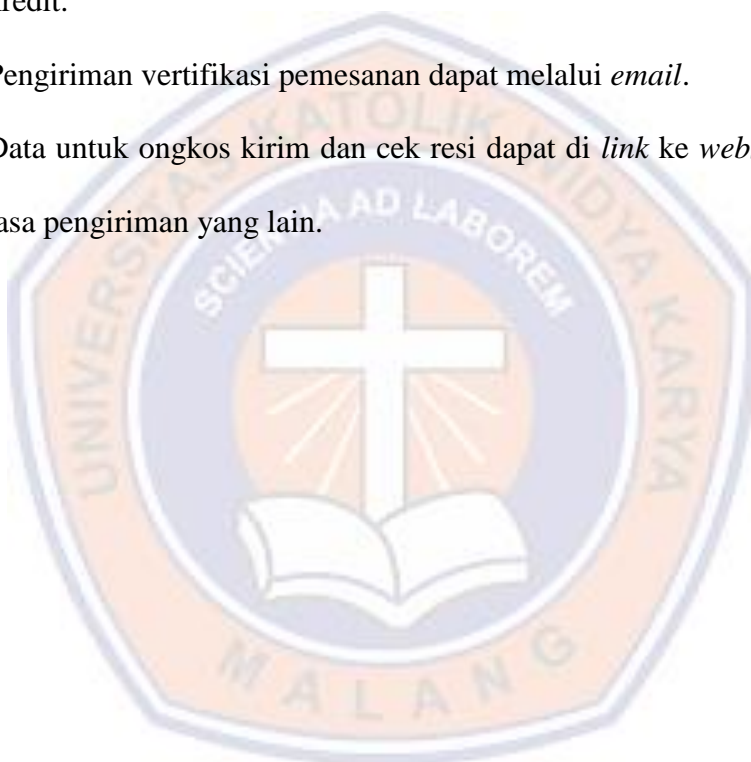 redit.
Pengiriman vertifikasi pemesanan dapat melalui email.
Data untuk ongkos kirim dan cek resi dapat di link ke web
asa pengiriman yang lain.
UNIVERSITAS KATOLIK WIDYA KARYA
SCIENTIA AD LABOREM
MALANG